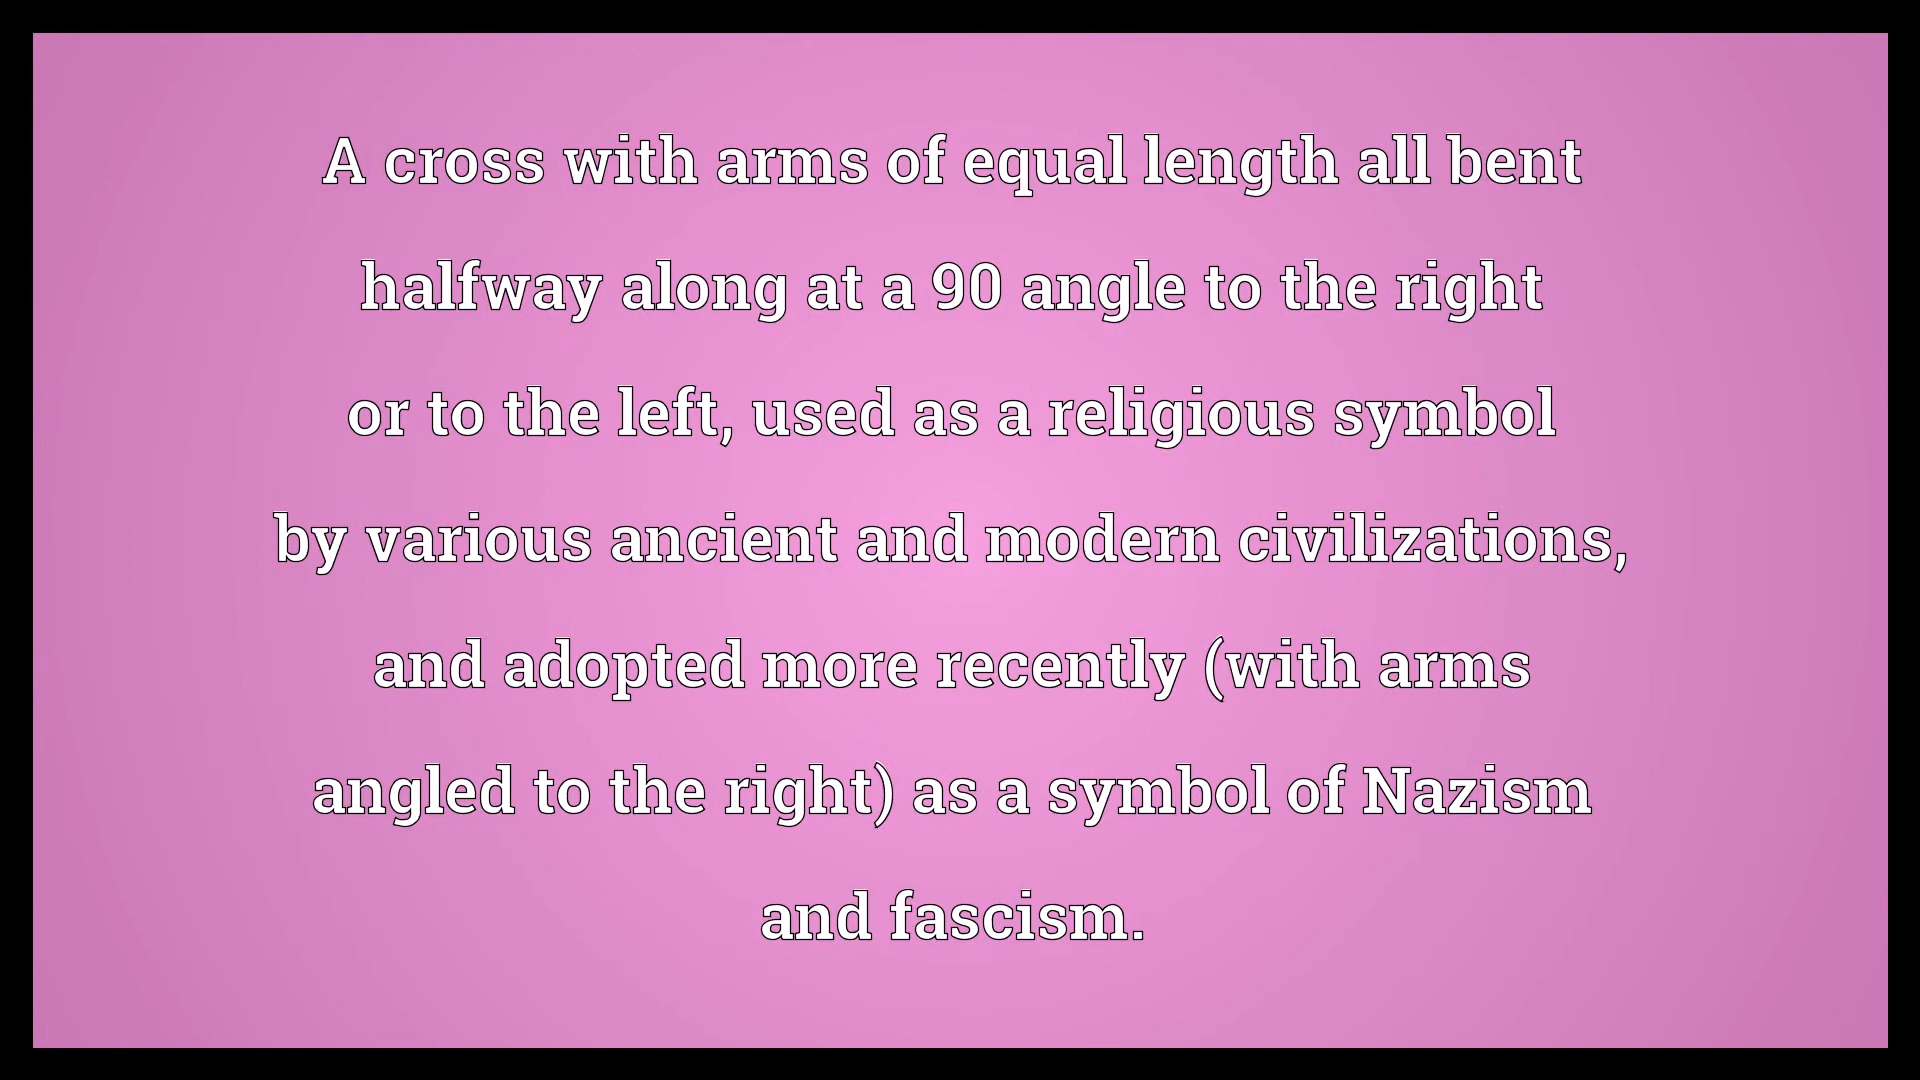 A cross with arms of equal length all bent
halfway along at a 90 angle to the right
or to the left, used as a religious symbol
by various ancient and modern civilizations,
and adopted more recently (with arms
angled to the right) as a symbol of Nazism
and fascism.